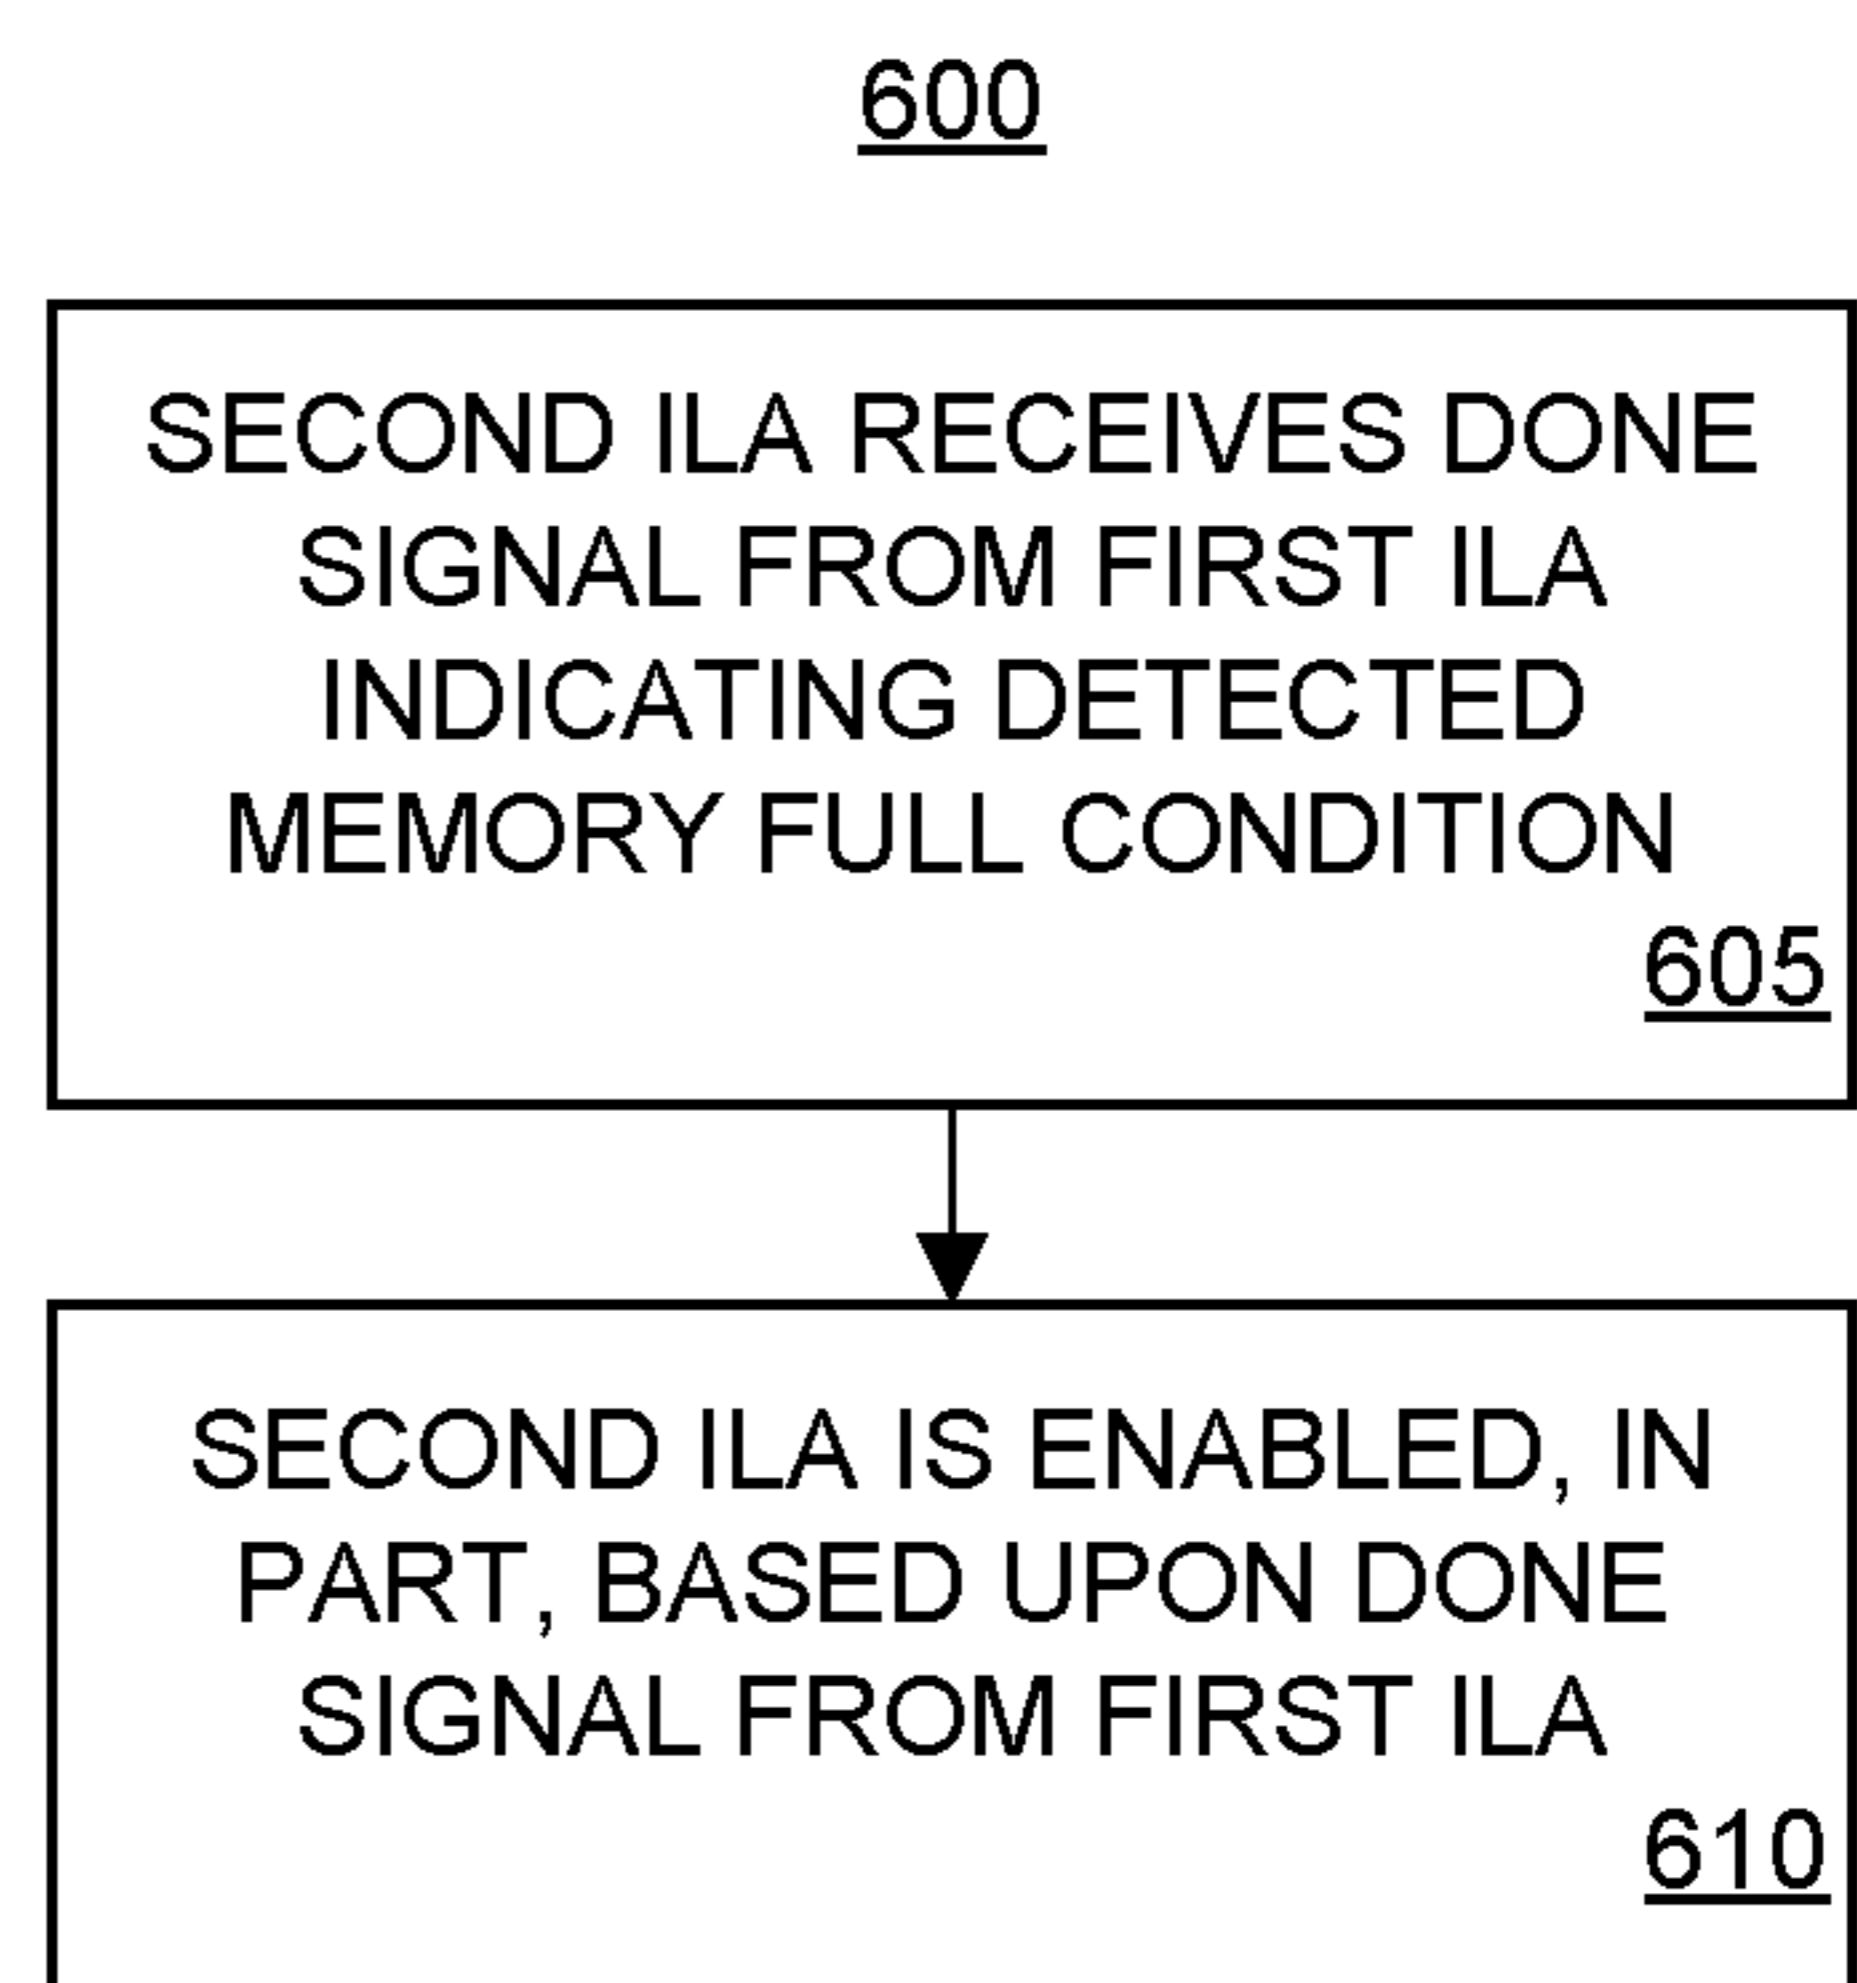 600
SECOND ILA RECEIVES DONE
SIGNAL FROM FIRST ILA
INDICATING DETECTED
MEMORY FULL CONDITION
605
SECOND ILA IS ENABLED, IN
PART, BASED UPON DONE
SIGNAL FROM FIRST ILA
610